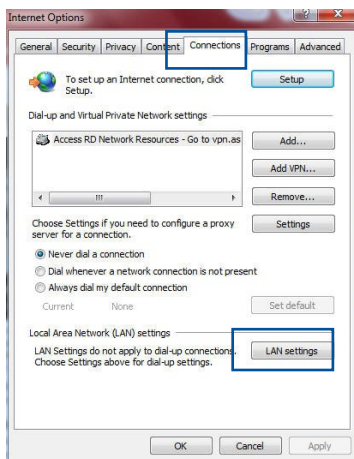 Internet Options
General Security Privacy Content Connections Programs Advanced
To set up an Internet connection, click
Setup.
Setup
Dial-up and Virtual Private Network settings
Access RD Network Resources - Go to vpn.as
Add...
Add VPN...
Remove...
Choose Settings if you need to configure a proxy
server for a connection.
Settings
Never dial a connection
Dial whenever a network connection is not present
Always dial my default connection
Current None
Set default
Local Area Network (LAN) settings
LAN Settings do not apply to dial-up connections.
Choose Settings above for dial-up settings.
LAN settings
OK Cancel Apply